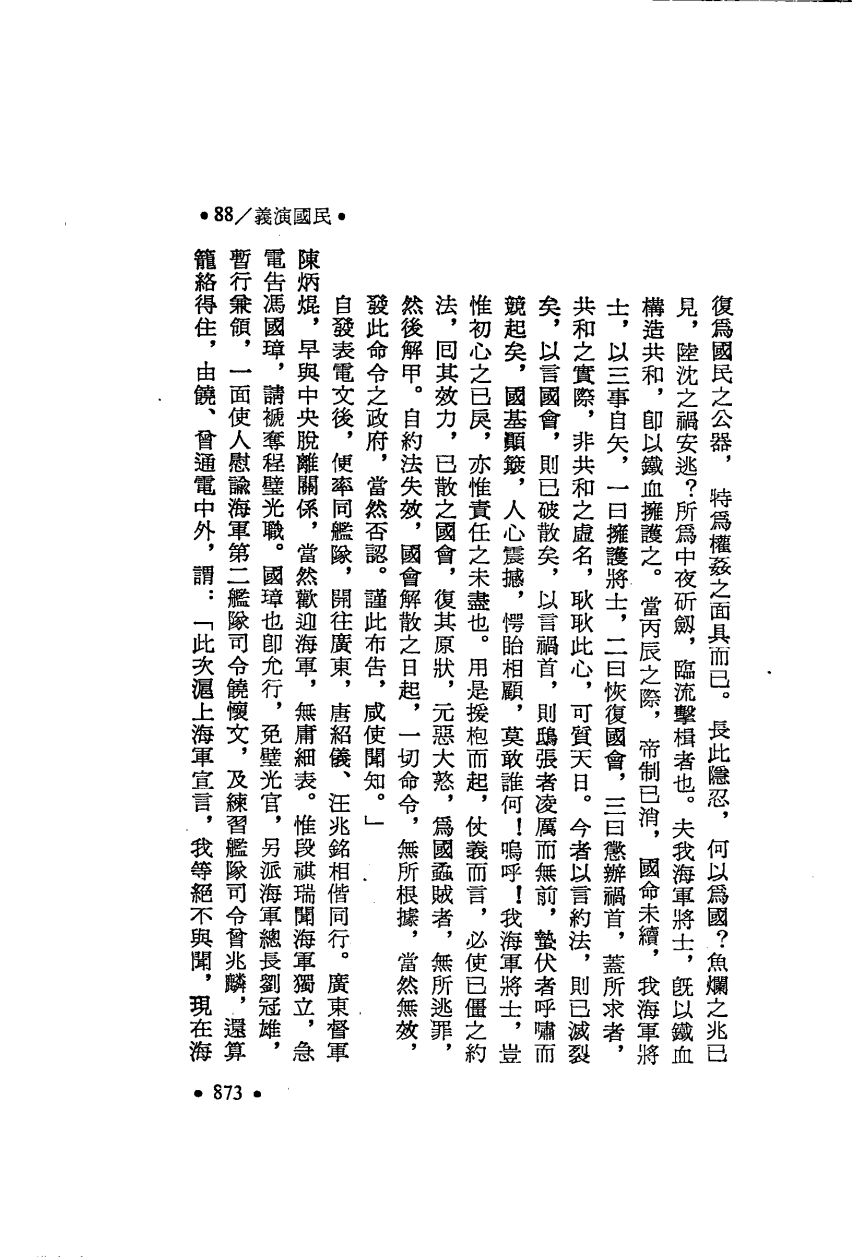 •88／義演國民•
復爲國民之公器，特爲權姦之面具而已。長此隱忍，何以爲國？魚爛之兆已
見，陸沈之禍安逃？所爲中夜斫劍，臨流擊楫者也。夫我海軍將士，旣以鐵血
構造共和，卽以鐵血擁護之。當丙辰之際，帝制已消，國命未續，我海軍將
士，以三事自矢，一曰擁護將士，二曰恢復國會，三曰懲辦禍首，蓋所求者，
共和之實際，非共和之虛名，耿耿此心，可質天日。今者以言約法，則已滅裂
矣，以言國會，則已破散矣，以言禍首，則鴟張者凌厲而無前，蟄伏者呼嘯而
競起矣，國基顚簸，人心震撼，愕眙相顧，莫敢誰何！嗚呼！我海軍將士，豈
惟初心之已戾，亦惟責任之未盡也。用是援枹而起，仗義而言，必使已僵之約
法，回其效力，已散之國會，復其原狀，元惡大憝，爲國蟊賊者，無所逃罪，
然後解甲。自約法失效，國會解散之日起，一切命令，無所根據，當然無效，
發此命令之政府，當然否認。謹此布告，咸使聞知。」
自發表電文後，便率同艦隊，開往廣東，唐紹儀、汪兆銘相偕同行。廣東督軍
陳炳焜，早與中央脫離關係，當然歡迎海軍，無庸細表。惟段祺瑞聞海軍獨立，急
電告馮國璋，請褫奪程璧光職。國璋也卽允行，免璧光官，另派海軍總長劉冠雄，
暫行兼領，一面使人慰諭海軍第二艦隊司令饒懷文，及練習艦隊司令曾兆麟，還算
籠絡得住，由饒、曾通電中外，謂：「此次滬上海軍宣言，我等絕不與聞，現在海
•873•